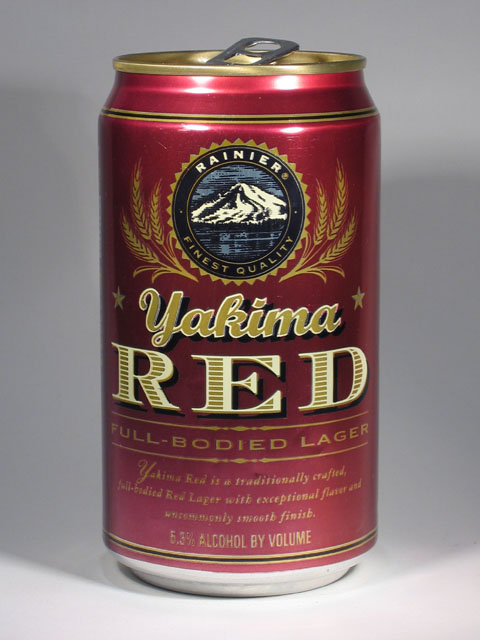 RAINIER®
FINEST QUALITY
Yakima
RED
FULL-BODIED LAGER
Yakima Red is a traditionally crafted,
full-bodied Red Lager with exceptional flavor and
uncommonly smooth finish.
5.3% ALCOHOL BY VOLUME